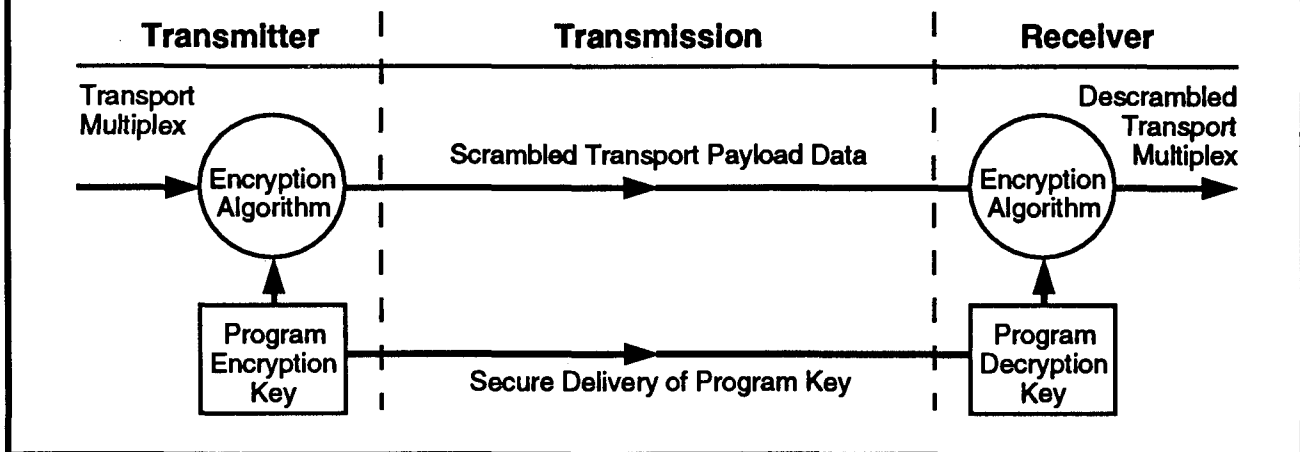 Transmitter
Transmission
Receiver
Transport
Multiplex
Descrambled
Transport
Multiplex
Encryption
Algorithm
Scrambled Transport Payload Data
Encryption
Algorithm
Program
Encryption
Key
Secure Delivery of Program Key
Program
Decryption
Key